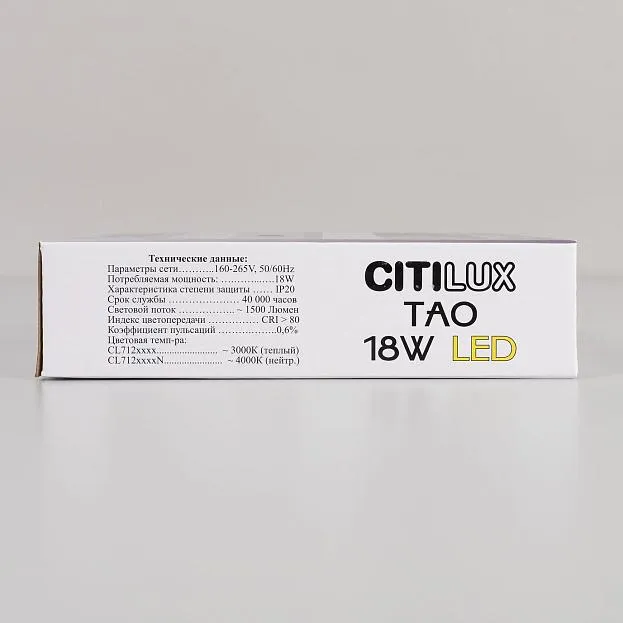 Технические данные:
Параметры сети...........160-265V, 50/60Hz
Потребляемая мощность: ................18W
Характеристика степени защиты ...... IP20
Срок службы ..................... 40 000 часов
Световой поток ................. ~ 1500 Люмен
Индекс цветопередачи ............... CRI > 80
Коэффициент пульсаций .................0,6%
Цветовая темп-ра:
CL712xxxx........................ ~ 3000K (теплый)
CL712xxxxN....................... ~ 4000K (нейтр.)
CITILUX
TAO
18W LED